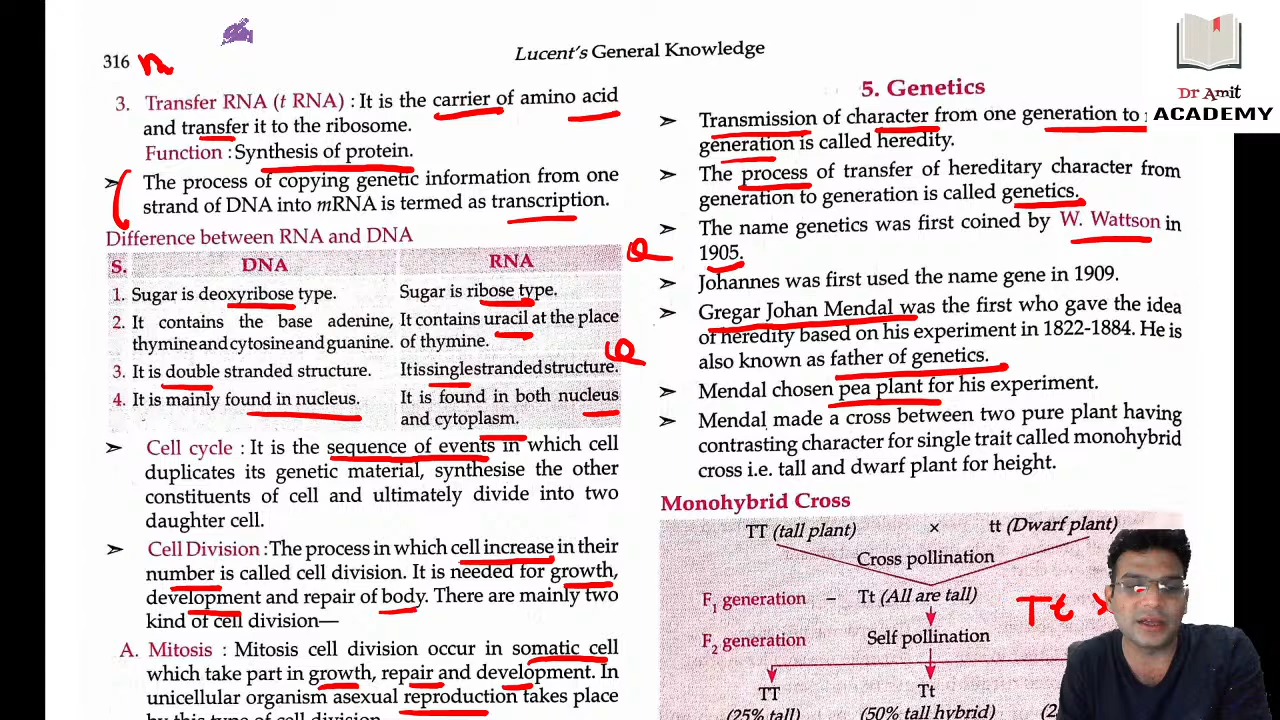 316
Lucent's General Knowledge
3. Transfer RNA (t RNA) : It is the carrier of amino acid
and transfer it to the ribosome.
Function : Synthesis of protein.
➢ The process of copying genetic information from one
strand of DNA into mRNA is termed as transcription.
Difference between RNA and DNA
S. DNA RNA
1. Sugar is deoxyribose type. Sugar is ribose type.
2. It contains the base adenine, It contains uracil at the place
thymine and cytosine and guanine. of thymine.
3. It is double stranded structure. It is single stranded structure.
4. It is mainly found in nucleus. It is found in both nucleus
and cytoplasm.
➢ Cell cycle : It is the sequence of events in which cell
duplicates its genetic material, synthesise the other
constituents of cell and ultimately divide into two
daughter cell.
➢ Cell Division : The process in which cell increase in their
number is called cell division. It is needed for growth,
development and repair of body. There are mainly two
kind of cell division—
A. Mitosis : Mitosis cell division occur in somatic cell
which take part in growth, repair and development. In
unicellular organism asexual reproduction takes place
by this type of cell division.
5. Genetics
➢ Transmission of character from one generation to
generation is called heredity.
➢ The process of transfer of hereditary character from
generation to generation is called genetics.
➢ The name genetics was first coined by W. Wattson in
1905.
➢ Johannes was first used the name gene in 1909.
➢ Gregar Johan Mendal was the first who gave the idea
of heredity based on his experiment in 1822-1884. He is
also known as father of genetics.
➢ Mendal chosen pea plant for his experiment.
➢ Mendal made a cross between two pure plant having
contrasting character for single trait called monohybrid
cross i.e. tall and dwarf plant for height.
Monohybrid Cross
TT (tall plant) × tt (Dwarf plant)
Cross pollination
F₁ generation – Tt (All are tall)
Tt ×
F₂ generation Self pollination
TT Tt
(25% tall) (50% tall hybrid) (2
Dr Amit
ACADEMY